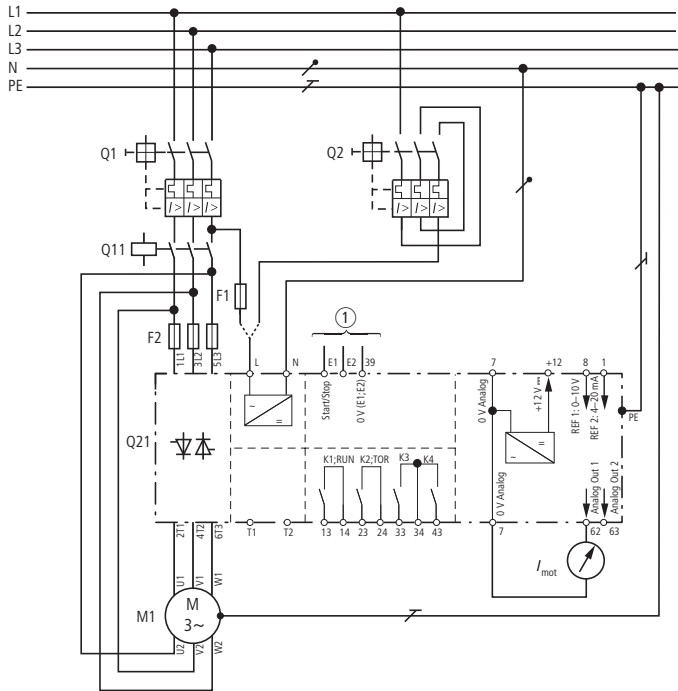 L1
L2
L3
N
PE
Q1
Q2
I> I> I>
I> I> I>
Q11
F1
1
F2
1L1
3L2
5L3
L
N
E1
E2
39
7
+12
8
1
Start/Stop
0 V (E1;E2)
0 V Analog
+12 V
REF 1: 0–10 V
REF 2: 4–20 mA
PE
~
=
~
=
Q21
K1;RUN
K2;TOR
K3
K4
0 V Analog
Analog Out 1
Analog Out 2
2T1
4T2
6T3
T1
T2
13
14
23
24
33
34
43
7
62
63
U1
V1
W1
Imot
M1
M
3~
U2
V2
W2